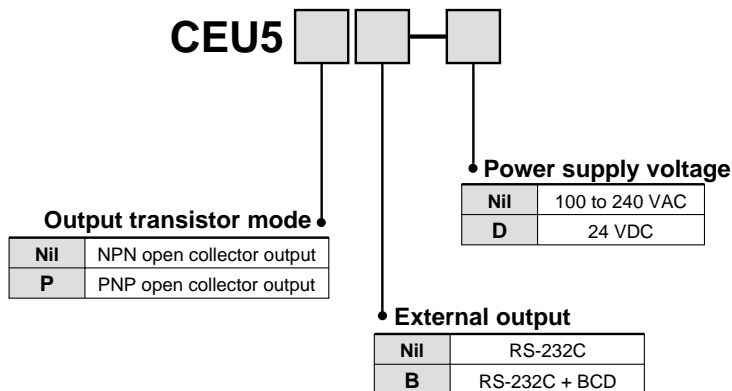 CEU5
Power supply voltage
Nil 100 to 240 VAC
D 24 VDC
Output transistor mode
Nil NPN open collector output
P PNP open collector output
External output
Nil RS-232C
B RS-232C + BCD